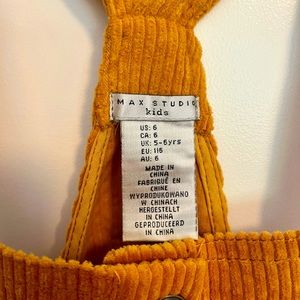 MAX STUDIO
kids
US: 6
CA: 6
UK: 5-6yrs
EU: 116
AU: 6
MADE IN
CHINA
FABRIQUÉ EN
CHINE
WYPRODUKOWANO
W CHINACH
HERGESTELLT
IN CHINA
GEPRODUCEERD
IN CHINA